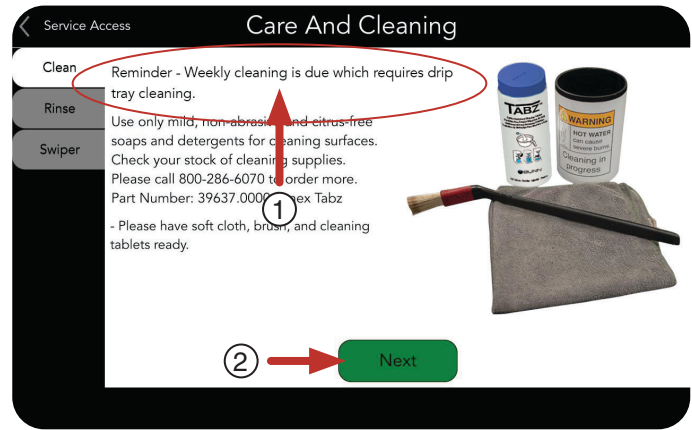 Service Access
Care And Cleaning
Clean
Rinse
Swiper
Reminder - Weekly cleaning is due which requires drip
tray cleaning.
Use only mild, non-abrasive and citrus-free
soaps and detergents for cleaning surfaces.
Check your stock of cleaning supplies.
Please call 800-286-6070 to order more.
Part Number: 39637.0000 ex Tabz
- Please have soft cloth, brush, and cleaning
tablets ready.
1
2
Next
TABZ
BUNN
WARNING
HOT WATER
can cause
severe burns.
Cleaning in
progress